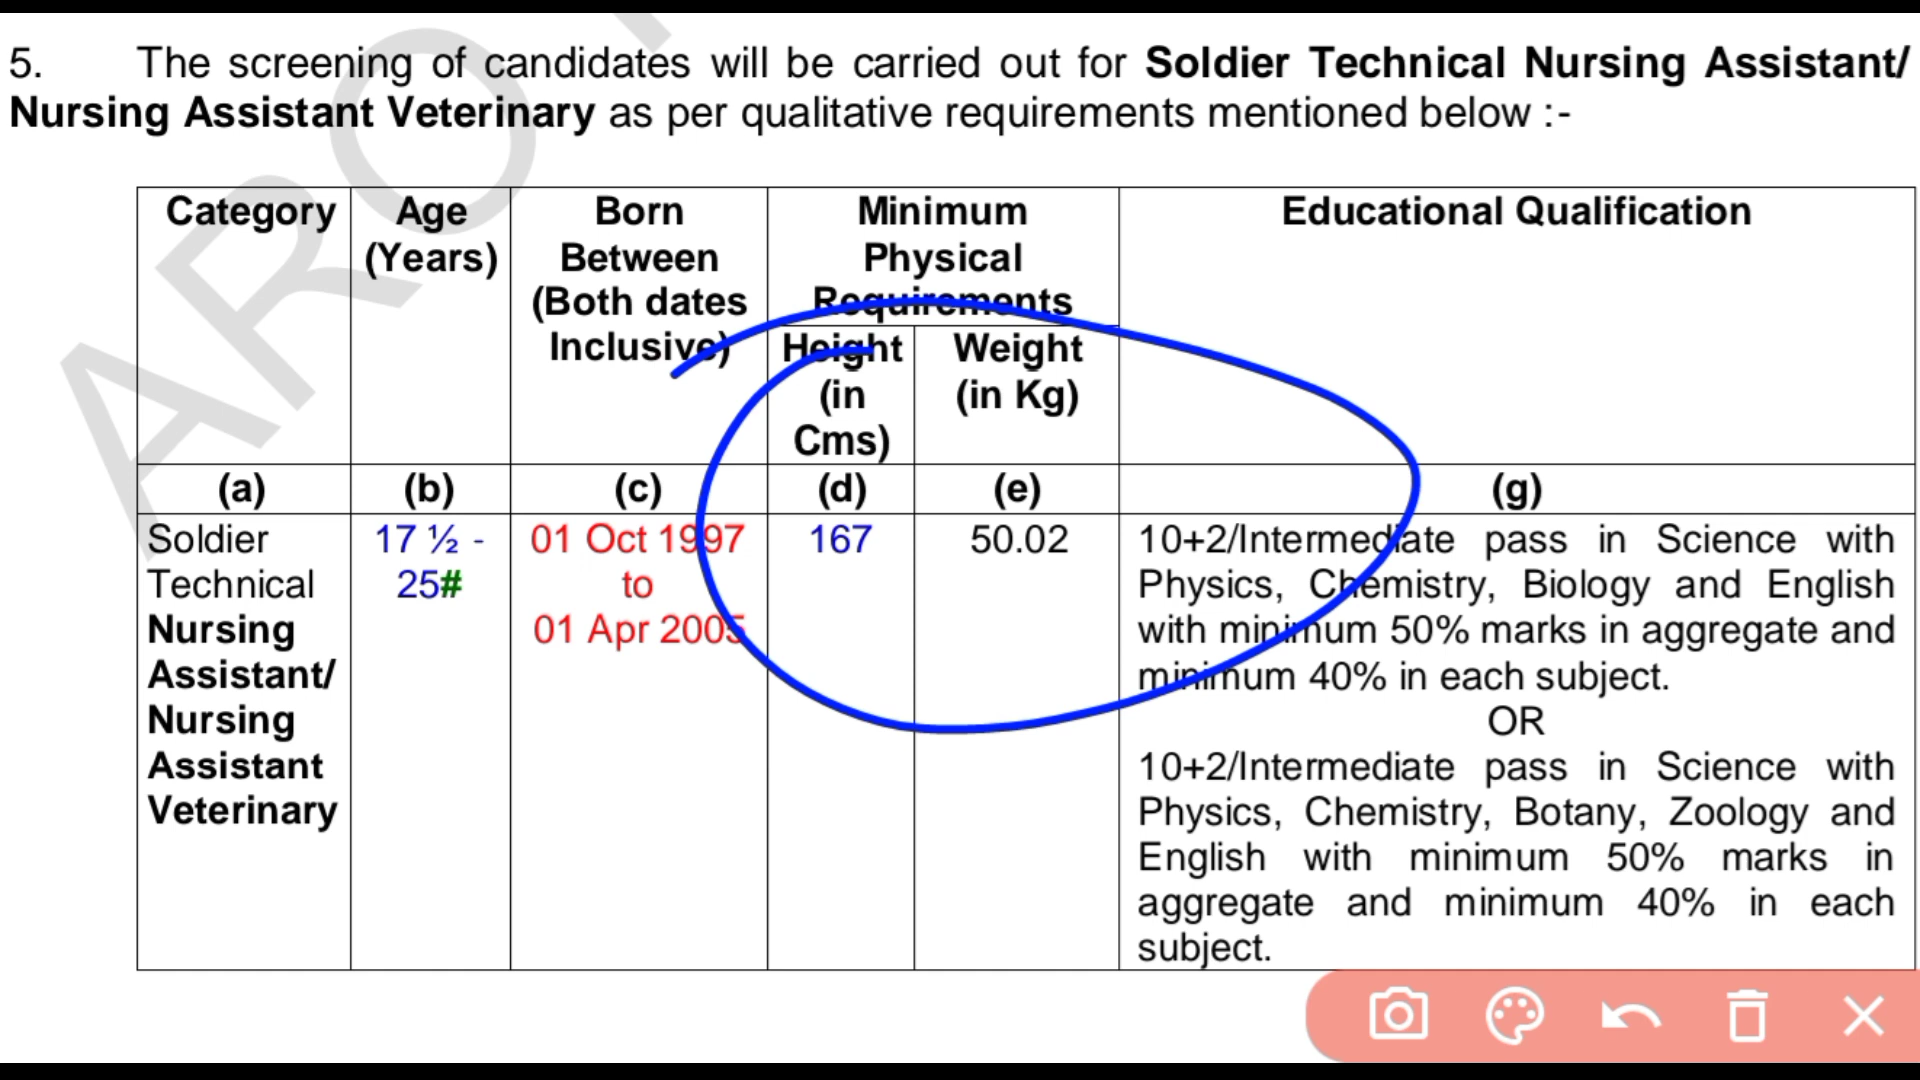 5. The screening of candidates will be carried out for Soldier Technical Nursing Assistant/
Nursing Assistant Veterinary as per qualitative requirements mentioned below :-
Category
Age
(Years)
Born
Between
(Both dates
Inclusive)
Minimum
Physical
Requirements
Height
(in
Cms)
Weight
(in Kg)
Educational Qualification
(a)
(b)
(c)
(d)
(e)
(g)
Soldier
Technical
Nursing
Assistant/
Nursing
Assistant
Veterinary
17 ½ -
25#
01 Oct 1997
to
01 Apr 2005
167
50.02
10+2/Intermediate pass in Science with
Physics, Chemistry, Biology and English
with minimum 50% marks in aggregate and
minimum 40% in each subject.
OR
10+2/Intermediate pass in Science with
Physics, Chemistry, Botany, Zoology and
English with minimum 50% marks in
aggregate and minimum 40% in each
subject.
ARO